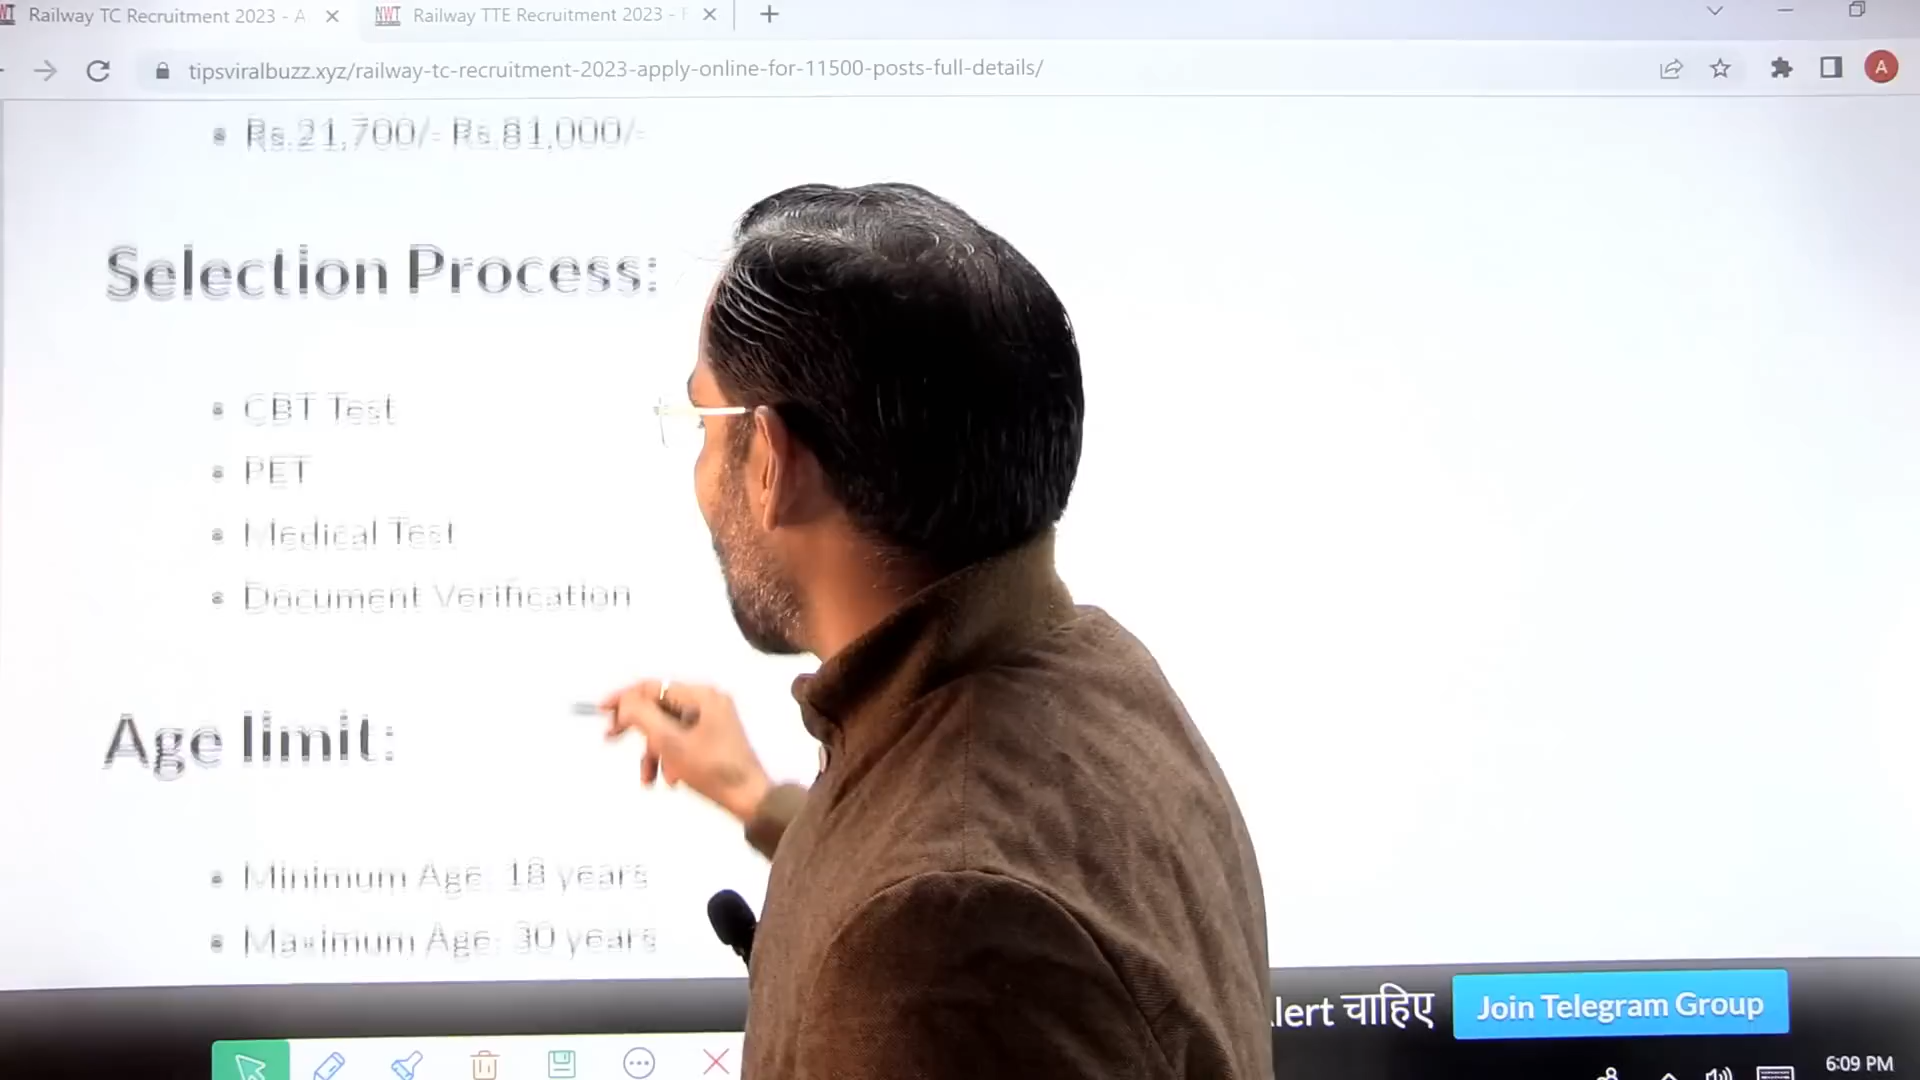 Railway TC Recruitment 2023 - A
NWT Railway TTE Recruitment 2023 -
tipsviralbuzz.xyz/railway-tc-recruitment-2023-apply-online-for-11500-posts-full-details/
A
Rs.21,700/- Rs.81,000/-
Selection Process:
CBT Test
PET
Medical Test
Document Verification
Age limit:
Minimum Age: 18 years
Maximum Age: 30 years
lert चाहिए
Join Telegram Group
6:09 PM